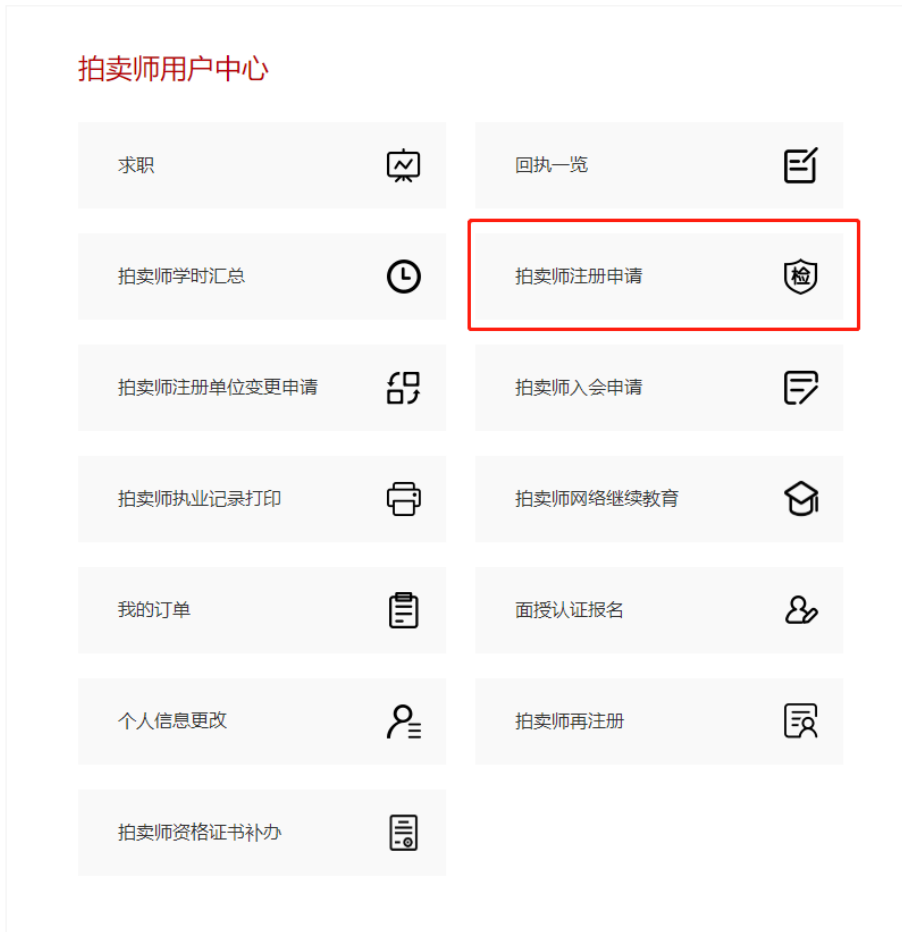 拍卖师用户中心
求职
回执一览
拍卖师学时汇总
拍卖师注册申请
检
拍卖师注册单位变更申请
拍卖师入会申请
拍卖师执业记录打印
拍卖师网络继续教育
我的订单
面授认证报名
个人信息更改
拍卖师再注册
拍卖师资格证书补办